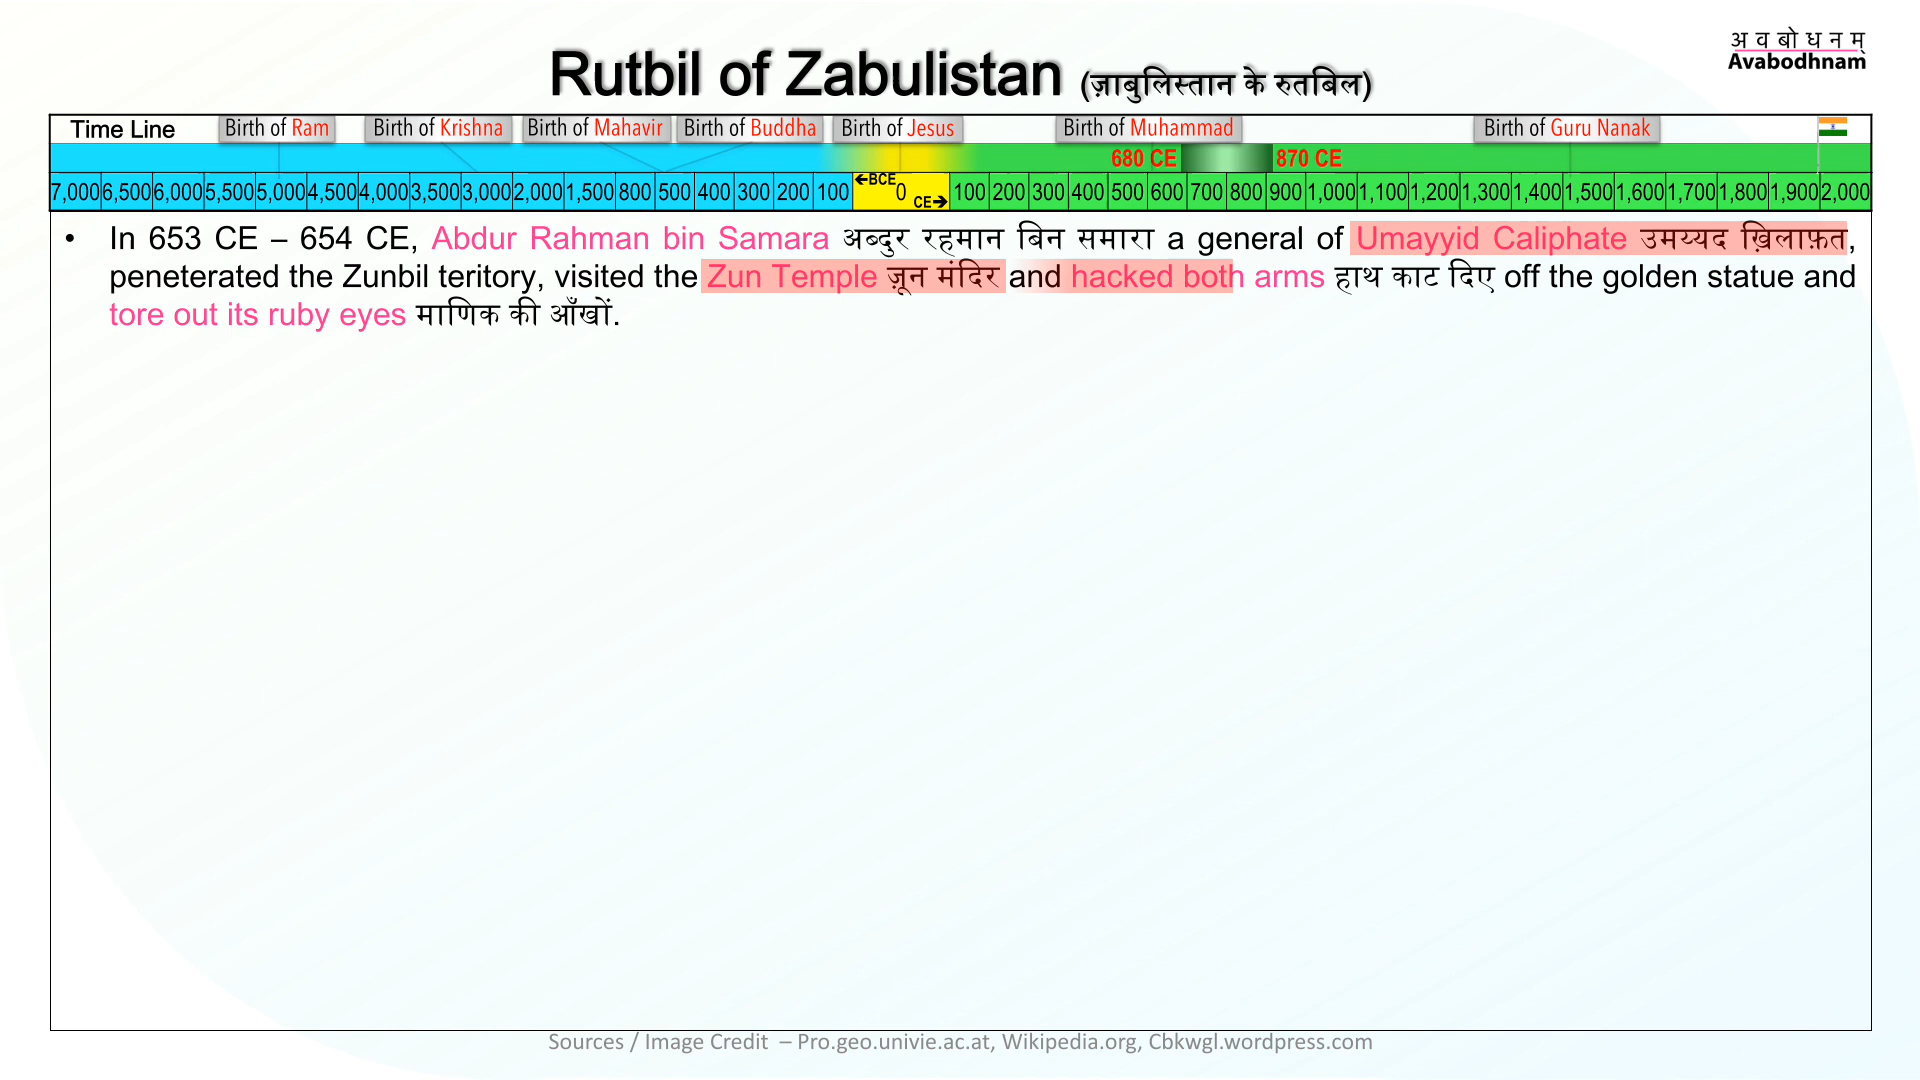 अ व बो ध न म्
Avabodhnam
Rutbil of Zabulistan (ज़ाबुलिस्तान के रुतबिल)
Time Line Birth of Ram Birth of Krishna Birth of Mahavir Birth of Buddha Birth of Jesus Birth of Muhammad Birth of Guru Nanak
680 CE 870 CE
7,000 6,500 6,000 5,500 5,000 4,500 4,000 3,500 3,000 2,000 1,500 800 500 400 300 200 100 ←BCE 0 CE→ 100 200 300 400 500 600 700 800 900 1,000 1,100 1,200 1,300 1,400 1,500 1,600 1,700 1,800 1,900 2,000
• In 653 CE – 654 CE, Abdur Rahman bin Samara अब्दुर रहमान बिन समारा a general of Umayyid Caliphate उमय्यद ख़िलाफ़त,
peneterated the Zunbil teritory, visited the Zun Temple ज़ून मंदिर and hacked both arms हाथ काट दिए off the golden statue and
tore out its ruby eyes माणिक की आँखों.
Sources / Image Credit – Pro.geo.univie.ac.at, Wikipedia.org, Cbkwgl.wordpress.com